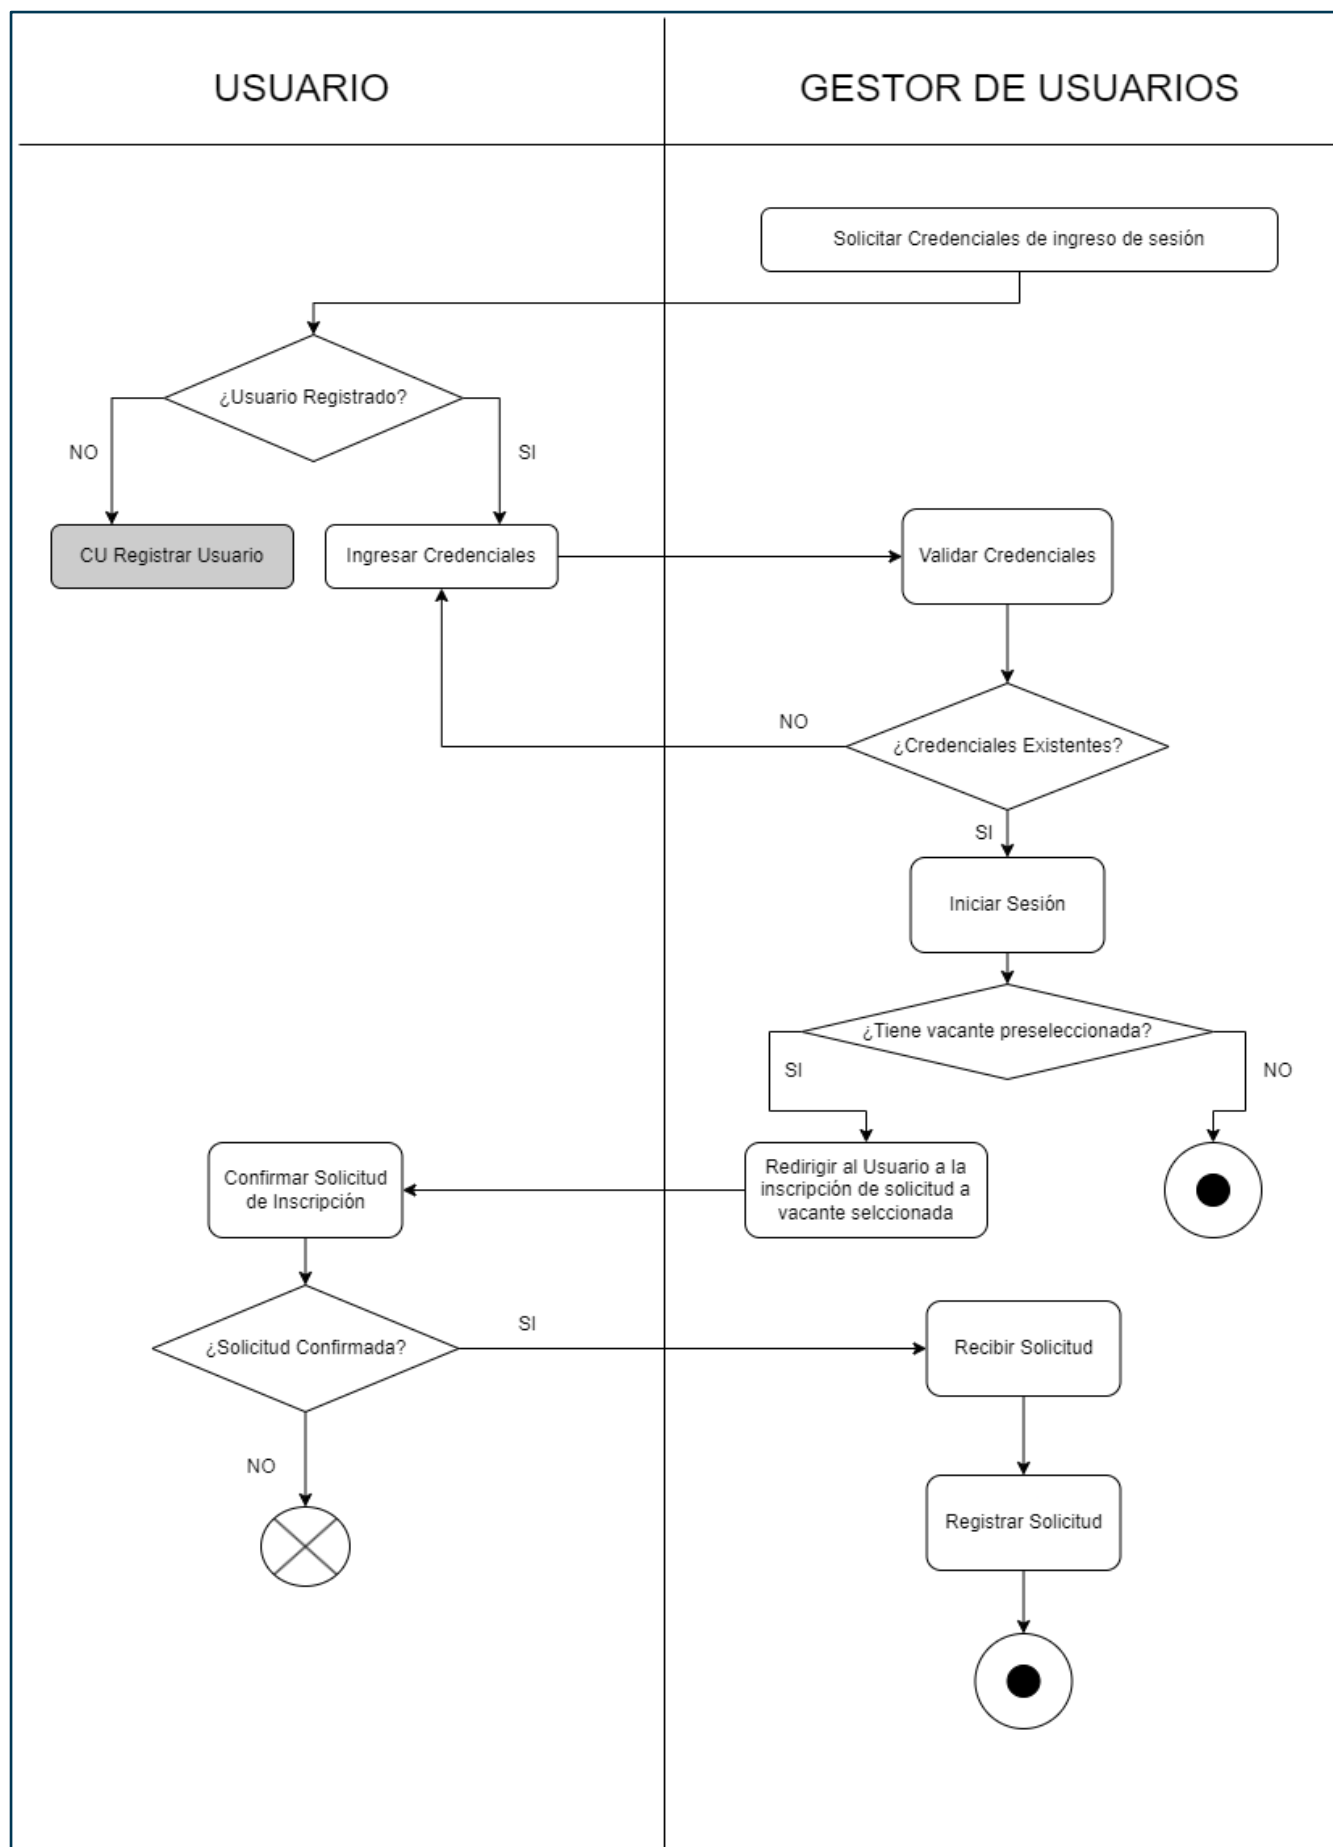 USUARIO
GESTOR DE USUARIOS
Solicitar Credenciales de ingreso de sesión
¿Usuario Registrado?
NO
SI
CU Registrar Usuario
Ingresar Credenciales
Validar Credenciales
NO
¿Credenciales Existentes?
SI
Iniciar Sesión
¿Tiene vacante preseleccionada?
SI
NO
Confirmar Solicitud
de Inscripción
Redirigir al Usuario a la
inscripción de solicitud a
vacante selccionada
SI
¿Solicitud Confirmada?
Recibir Solicitud
NO
Registrar Solicitud